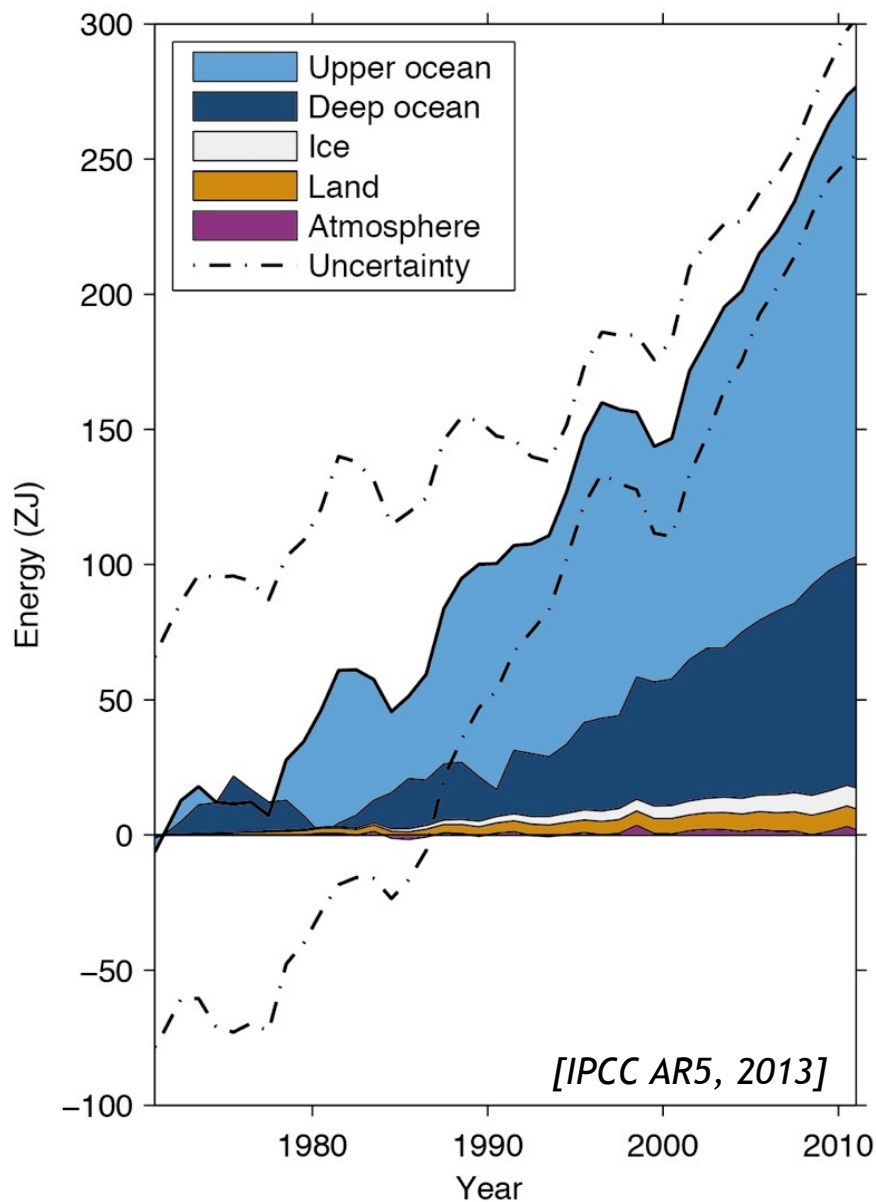 300
250
200
150
100
50
0
−50
−100
Energy (ZJ)
Upper ocean
Deep ocean
Ice
Land
Atmosphere
Uncertainty
[IPCC AR5, 2013]
1980 1990 2000 2010
Year